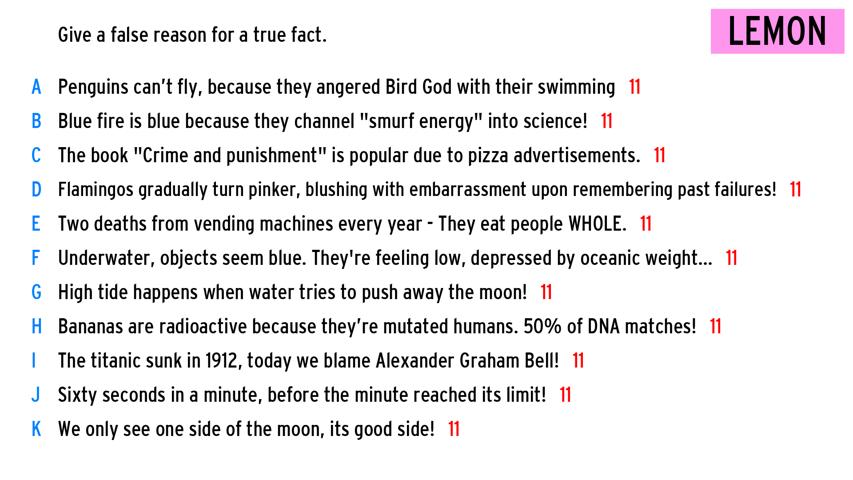 Give a false reason for a true fact.
LEMON
A Penguins can't fly, because they angered Bird God with their swimming 11
B Blue fire is blue because they channel "smurf energy" into science! 11
C The book "Crime and punishment" is popular due to pizza advertisements. 11
D Flamingos gradually turn pinker, blushing with embarrassment upon remembering past failures! 11
E Two deaths from vending machines every year - They eat people WHOLE. 11
F Underwater, objects seem blue. They're feeling low, depressed by oceanic weight... 11
G High tide happens when water tries to push away the moon! 11
H Bananas are radioactive because they're mutated humans. 50% of DNA matches! 11
I The titanic sunk in 1912, today we blame Alexander Graham Bell! 11
J Sixty seconds in a minute, before the minute reached its limit! 11
K We only see one side of the moon, its good side! 11